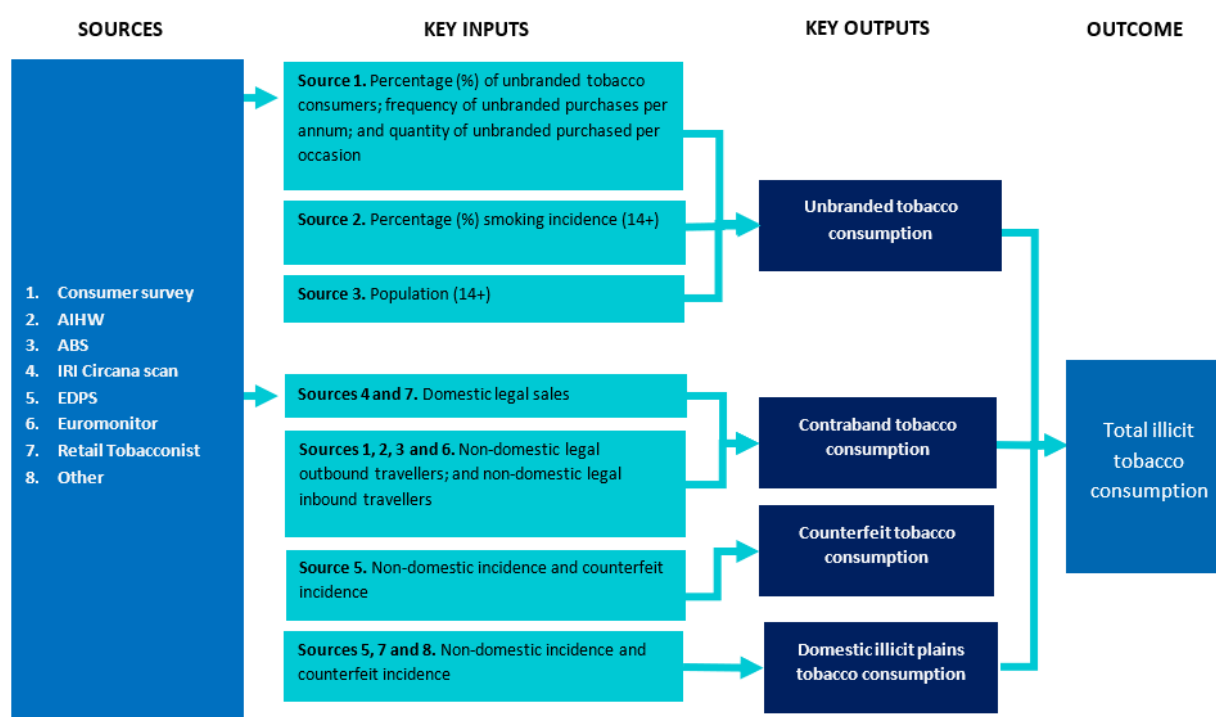 SOURCES
KEY INPUTS
KEY OUTPUTS
OUTCOME
1. Consumer survey
2. AIHW
3. ABS
4. IRI Circana scan
5. EDPS
6. Euromonitor
7. Retail Tobacconist
8. Other
Source 1. Percentage (%) of unbranded tobacco
consumers; frequency of unbranded purchases per
annum; and quantity of unbranded purchased per
occasion
Source 2. Percentage (%) smoking incidence (14+)
Source 3. Population (14+)
Sources 4 and 7. Domestic legal sales
Sources 1, 2, 3 and 6. Non-domestic legal
outbound travellers; and non-domestic legal
inbound travellers
Source 5. Non-domestic incidence and counterfeit
incidence
Sources 5, 7 and 8. Non-domestic incidence and
counterfeit incidence
Unbranded tobacco
consumption
Contraband tobacco
consumption
Counterfeit tobacco
consumption
Domestic illicit plains
tobacco consumption
Total illicit
tobacco
consumption